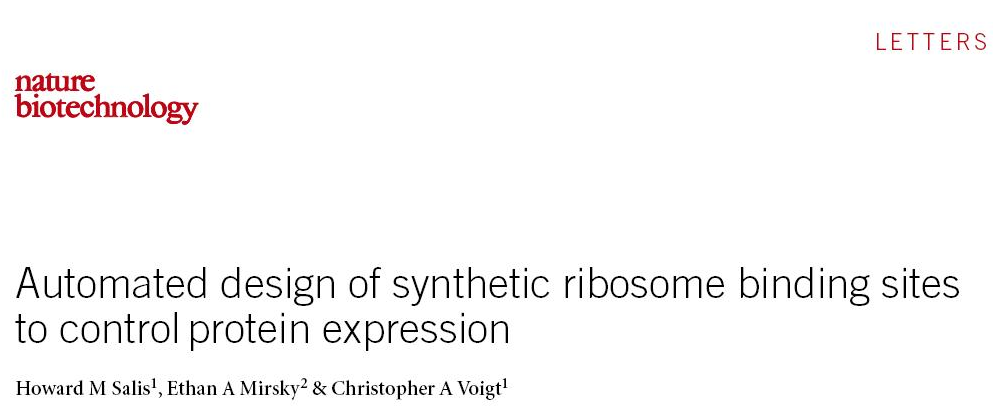 LETTERS
nature
biotechnology
Automated design of synthetic ribosome binding sites
to control protein expression
Howard M Salis¹, Ethan A Mirsky² & Christopher A Voigt¹